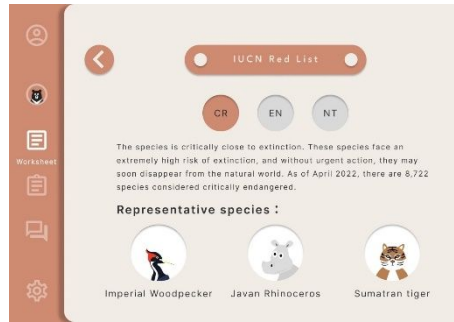 IUCN Red List
CR EN NT
Worksheet
The species is critically close to extinction. These species face an
extremely high risk of extinction, and without urgent action, they may
soon disappear from the natural world. As of April 2022, there are 8,722
species considered critically endangered.
Representative species :
Imperial Woodpecker Javan Rhinoceros Sumatran tiger